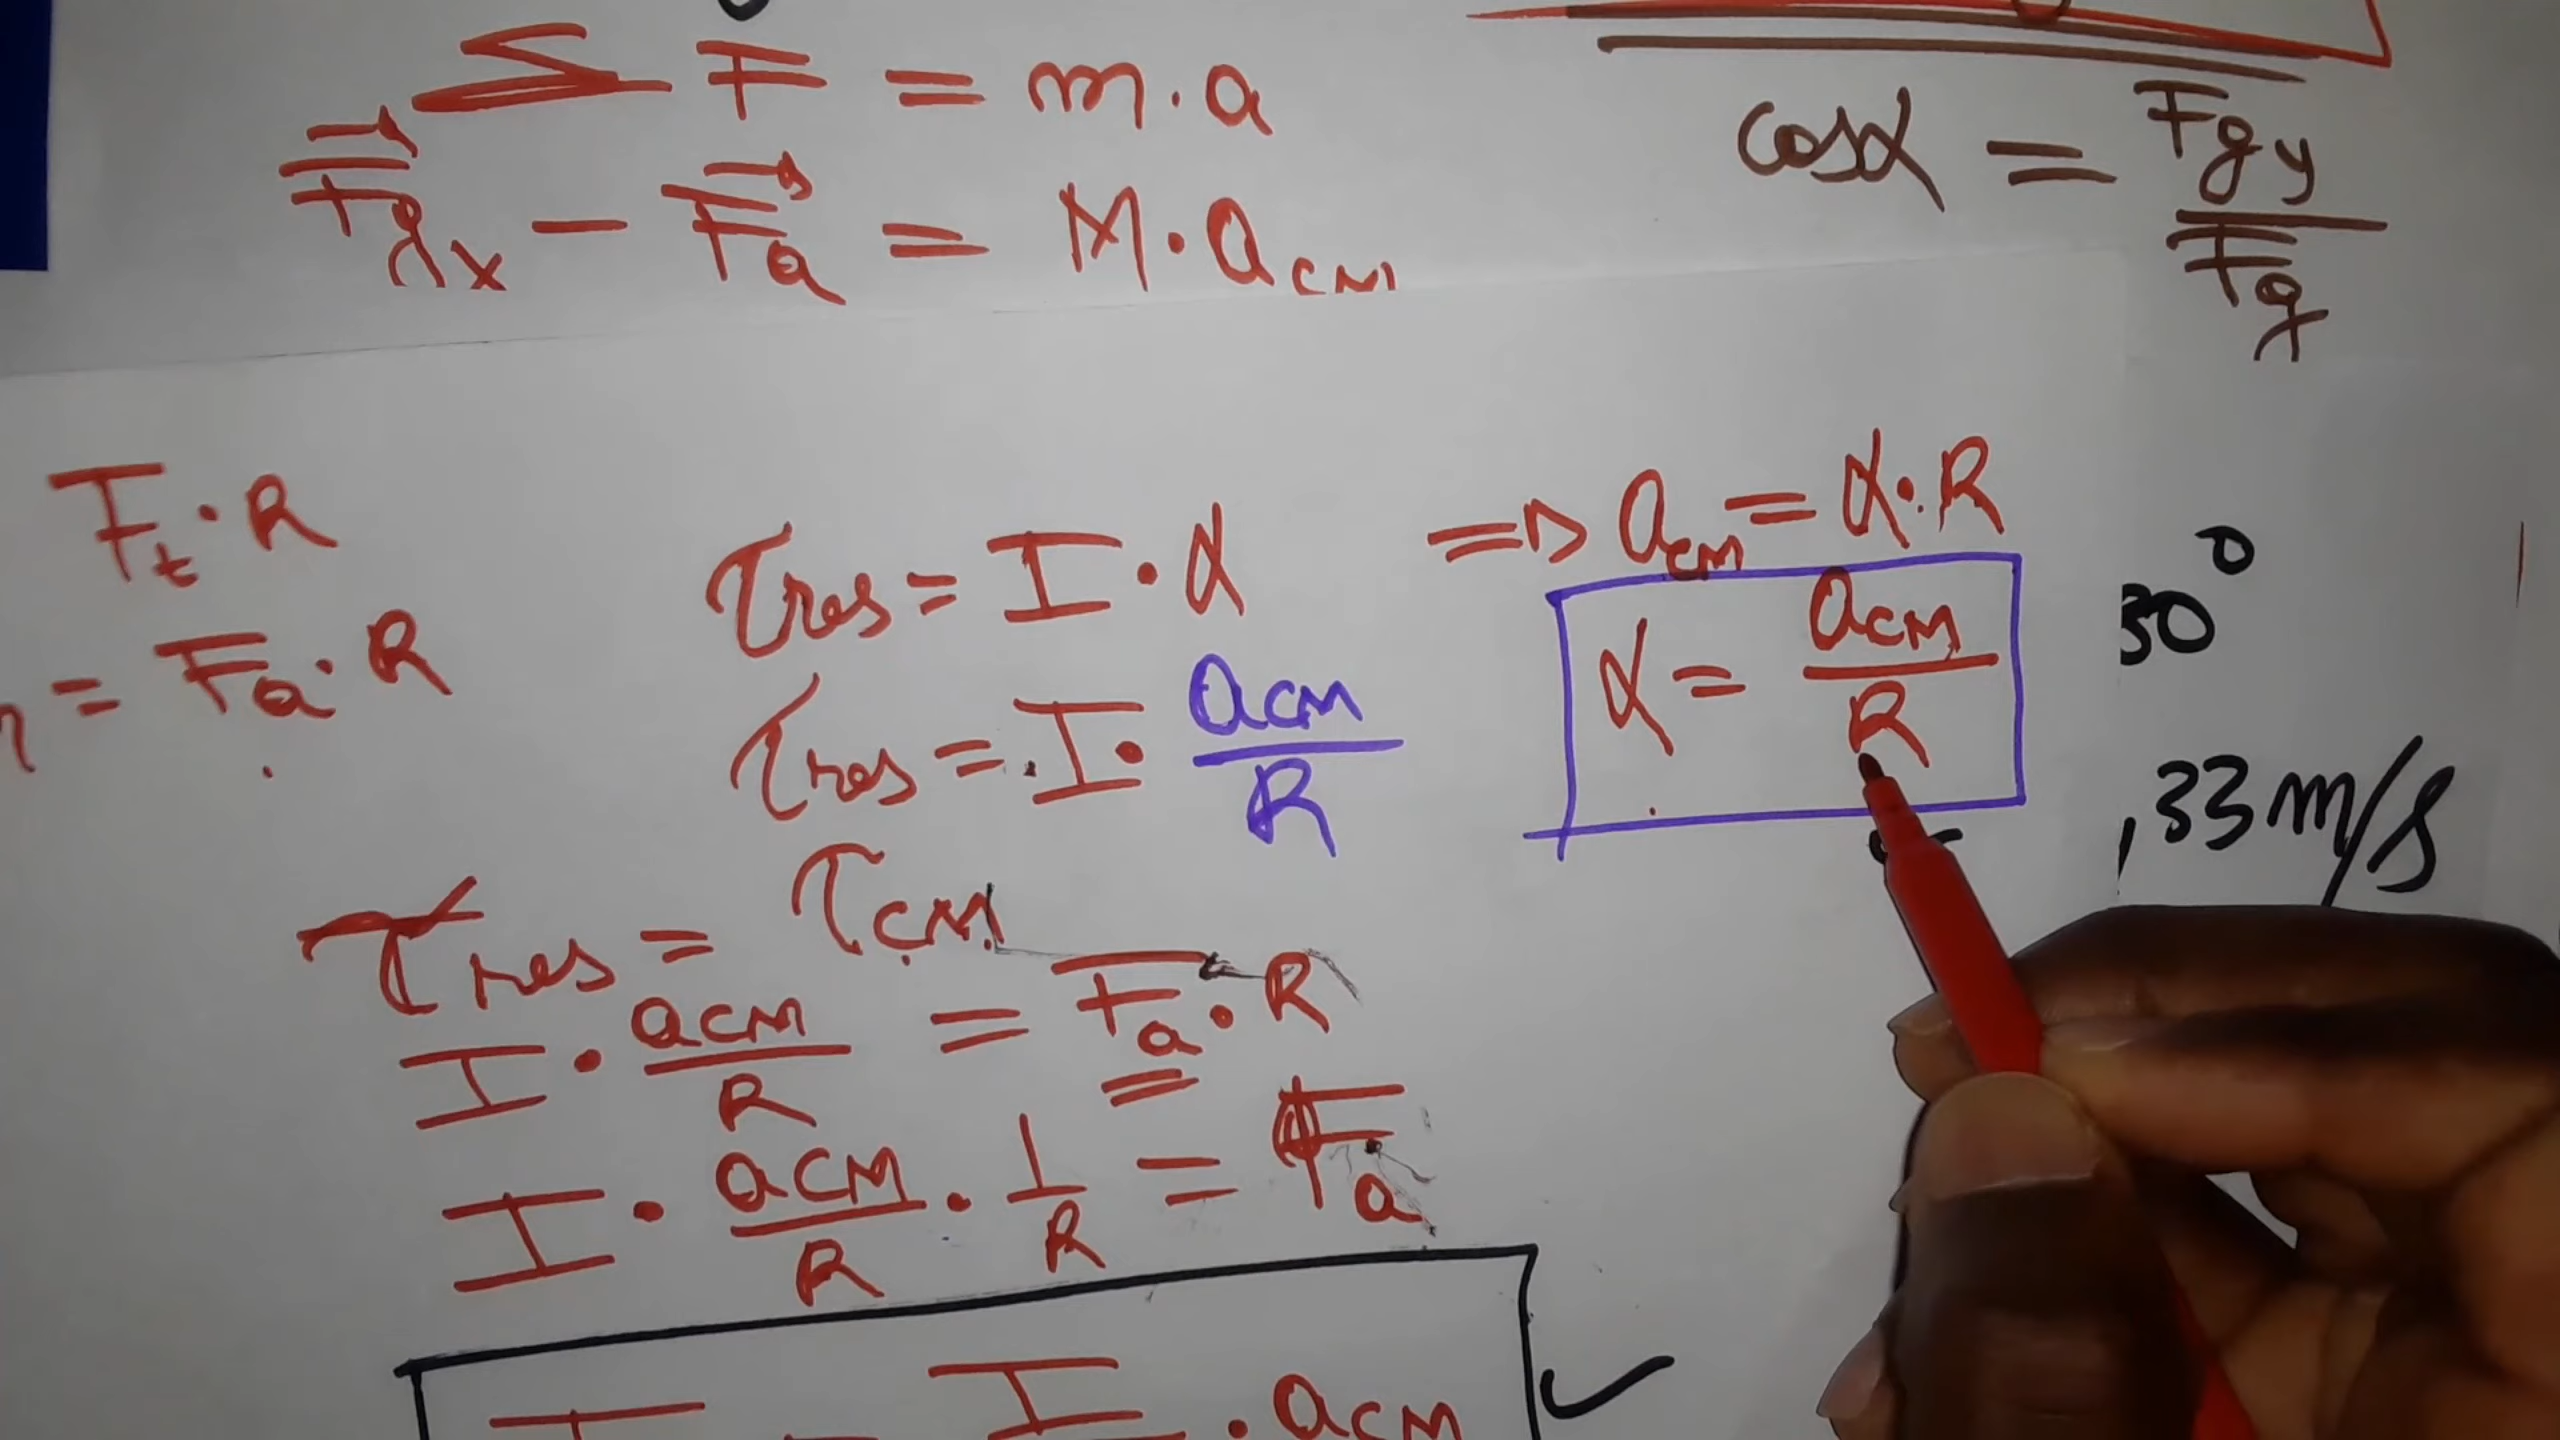 Σ F = m . a
Fgx - Fa = M . aCM
cosα = Fgy / Fg
Ft . R
= Fa . R
τres = I . α
=> aCM = α . R
α = aCM / R
τres = I . aCM / R
30°
,33 m/s
τres = τCM
I . aCM / R = Fa . R
I . aCM / R . 1 / R = Fa
I . aCM